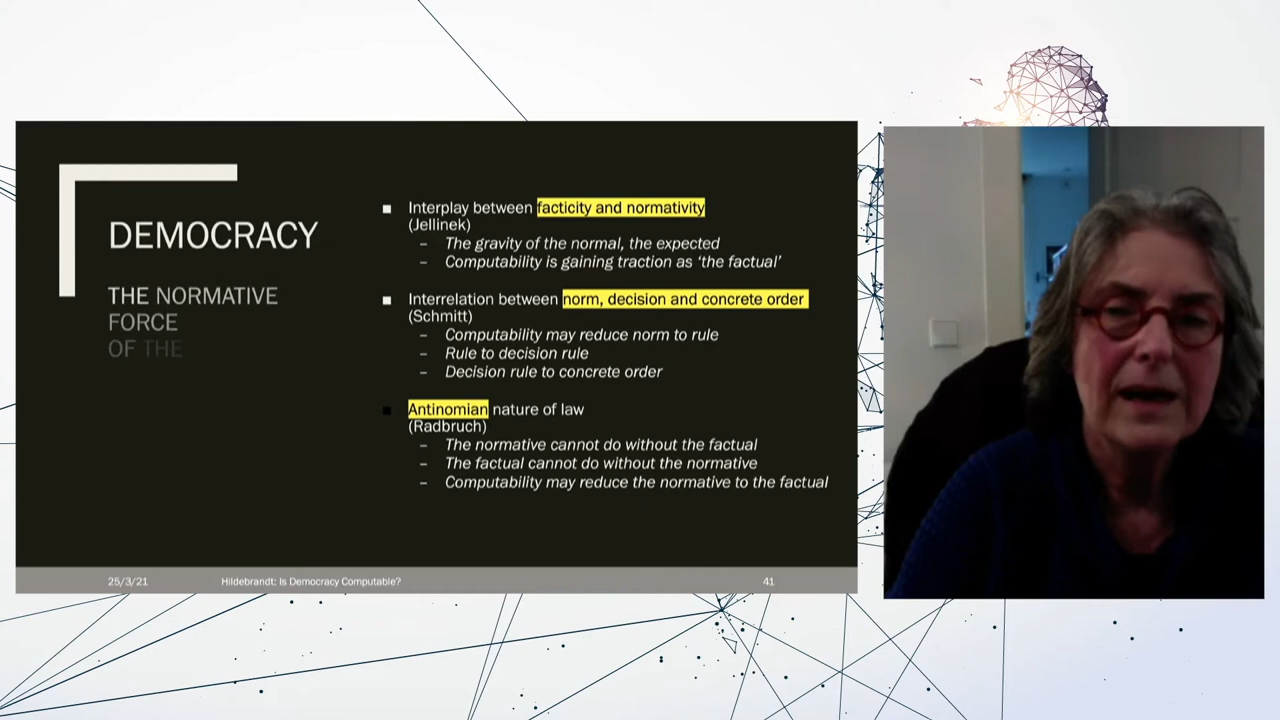 DEMOCRACY
THE NORMATIVE
FORCE
OF THE
■ Interplay between facticity and normativity
(Jellinek)
– The gravity of the normal, the expected
– Computability is gaining traction as ‘the factual’
■ Interrelation between norm, decision and concrete order
(Schmitt)
– Computability may reduce norm to rule
– Rule to decision rule
– Decision rule to concrete order
■ Antinomian nature of law
(Radbruch)
– The normative cannot do without the factual
– The factual cannot do without the normative
– Computability may reduce the normative to the factual
25/3/21 Hildebrandt: Is Democracy Computable? 41